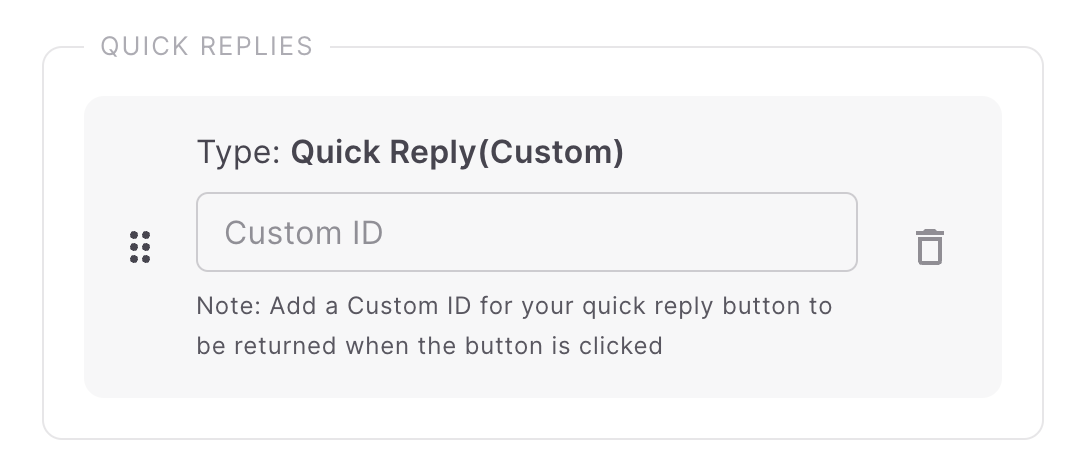 QUICK REPLIES
Type: Quick Reply(Custom)
Custom ID
Note: Add a Custom ID for your quick reply button to
be returned when the button is clicked